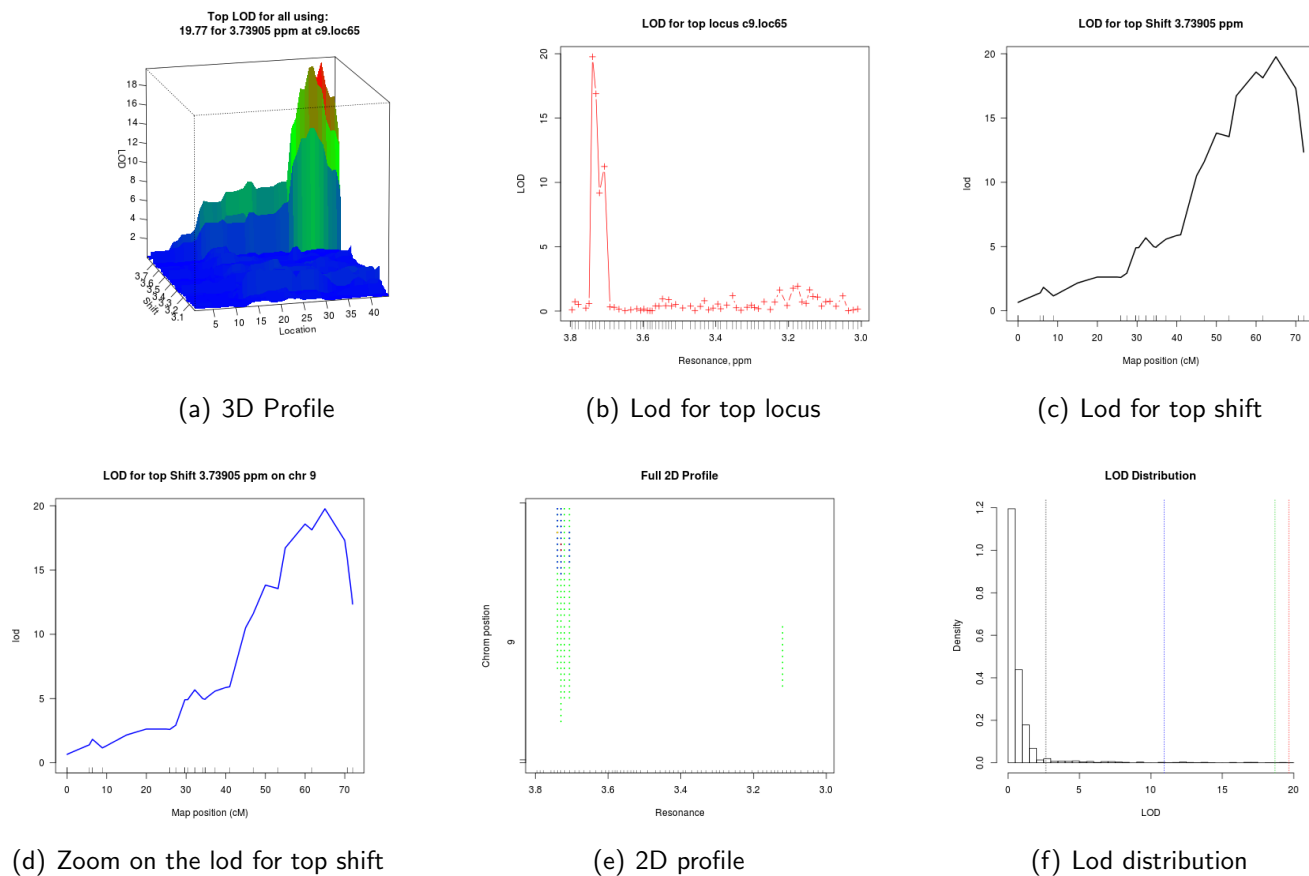 Top LOD for all using:
19.77 for 3.73905 ppm at c9.loc65
LOD
18
16
14
12
10
8
6
4
2
3.7
3.6
3.5
3.4
3.3
3.2
3.1
Shift
5 10 15 20 25 30 35 40
Location
(a) 3D Profile
LOD for top locus c9.loc65
LOD
20
15
10
5
0
3.8 3.6 3.4 3.2 3.0
Resonance, ppm
(b) Lod for top locus
LOD for top Shift 3.73905 ppm
lod
20
15
10
5
0
0 10 20 30 40 50 60 70
Map position (cM)
(c) Lod for top shift
LOD for top Shift 3.73905 ppm on chr 9
lod
20
15
10
5
0
0 10 20 30 40 50 60 70
Map position (cM)
(d) Zoom on the lod for top shift
Full 2D Profile
Chrom postion
9
3.8 3.6 3.4 3.2 3.0
Resonance
(e) 2D profile
LOD Distribution
Density
1.2
1.0
0.8
0.6
0.4
0.2
0.0
0 5 10 15 20
LOD
(f) Lod distribution